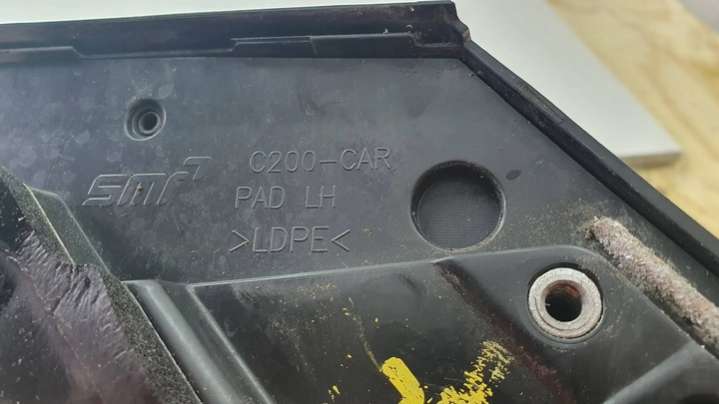 smr
C200-CAR
PAD LH
>LDPE<